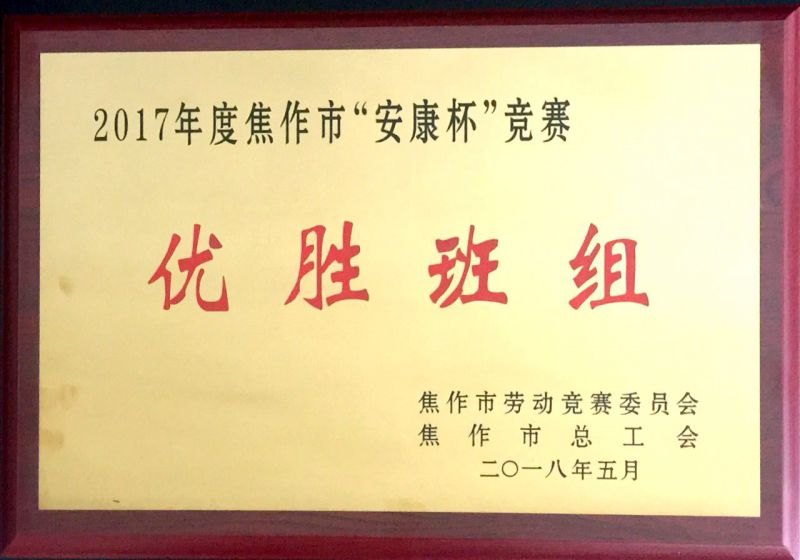 2017年度焦作市“安康杯”竞赛
优胜班组
焦作市劳动竞赛委员会
焦作市总工会
二〇一八年五月